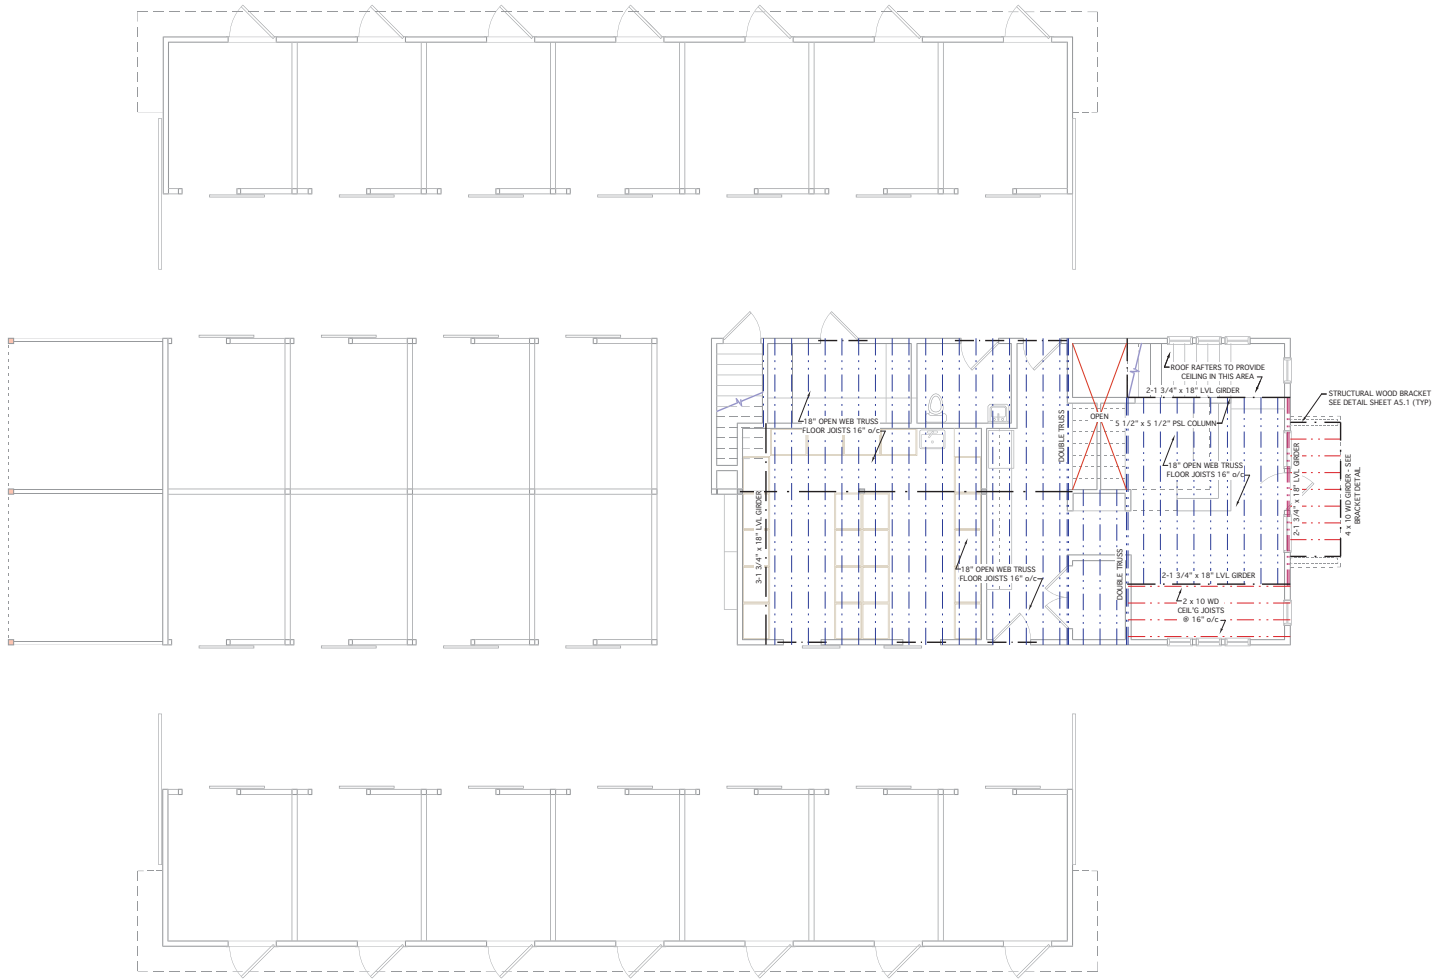 ROOF RAFTERS TO PROVIDE
CEILING IN THIS AREA
2-1 3/4" x 18" LVL GIRDER
STRUCTURAL WOOD BRACKET
SEE DETAIL SHEET A5.1 (TYP)
OPEN
5 1/2" x 5 1/2" PSL COLUMN
18" OPEN WEB TRUSS
FLOOR JOISTS 16" o/c
DOUBLE TRUSS
18" OPEN WEB TRUSS
FLOOR JOISTS 16" o/c
2-1 3/4" x 18" LVL GIRDER
4 x 10 WD GIRDER - SEE
BRACKET DETAIL
3-1 3/4" x 18" LVL GIRDER
18" OPEN WEB TRUSS
FLOOR JOISTS 16" o/c
DOUBLE TRUSS
2-1 3/4" x 18" LVL GIRDER
2 x 10 WD
CEIL'G JOISTS
@ 16" o/c